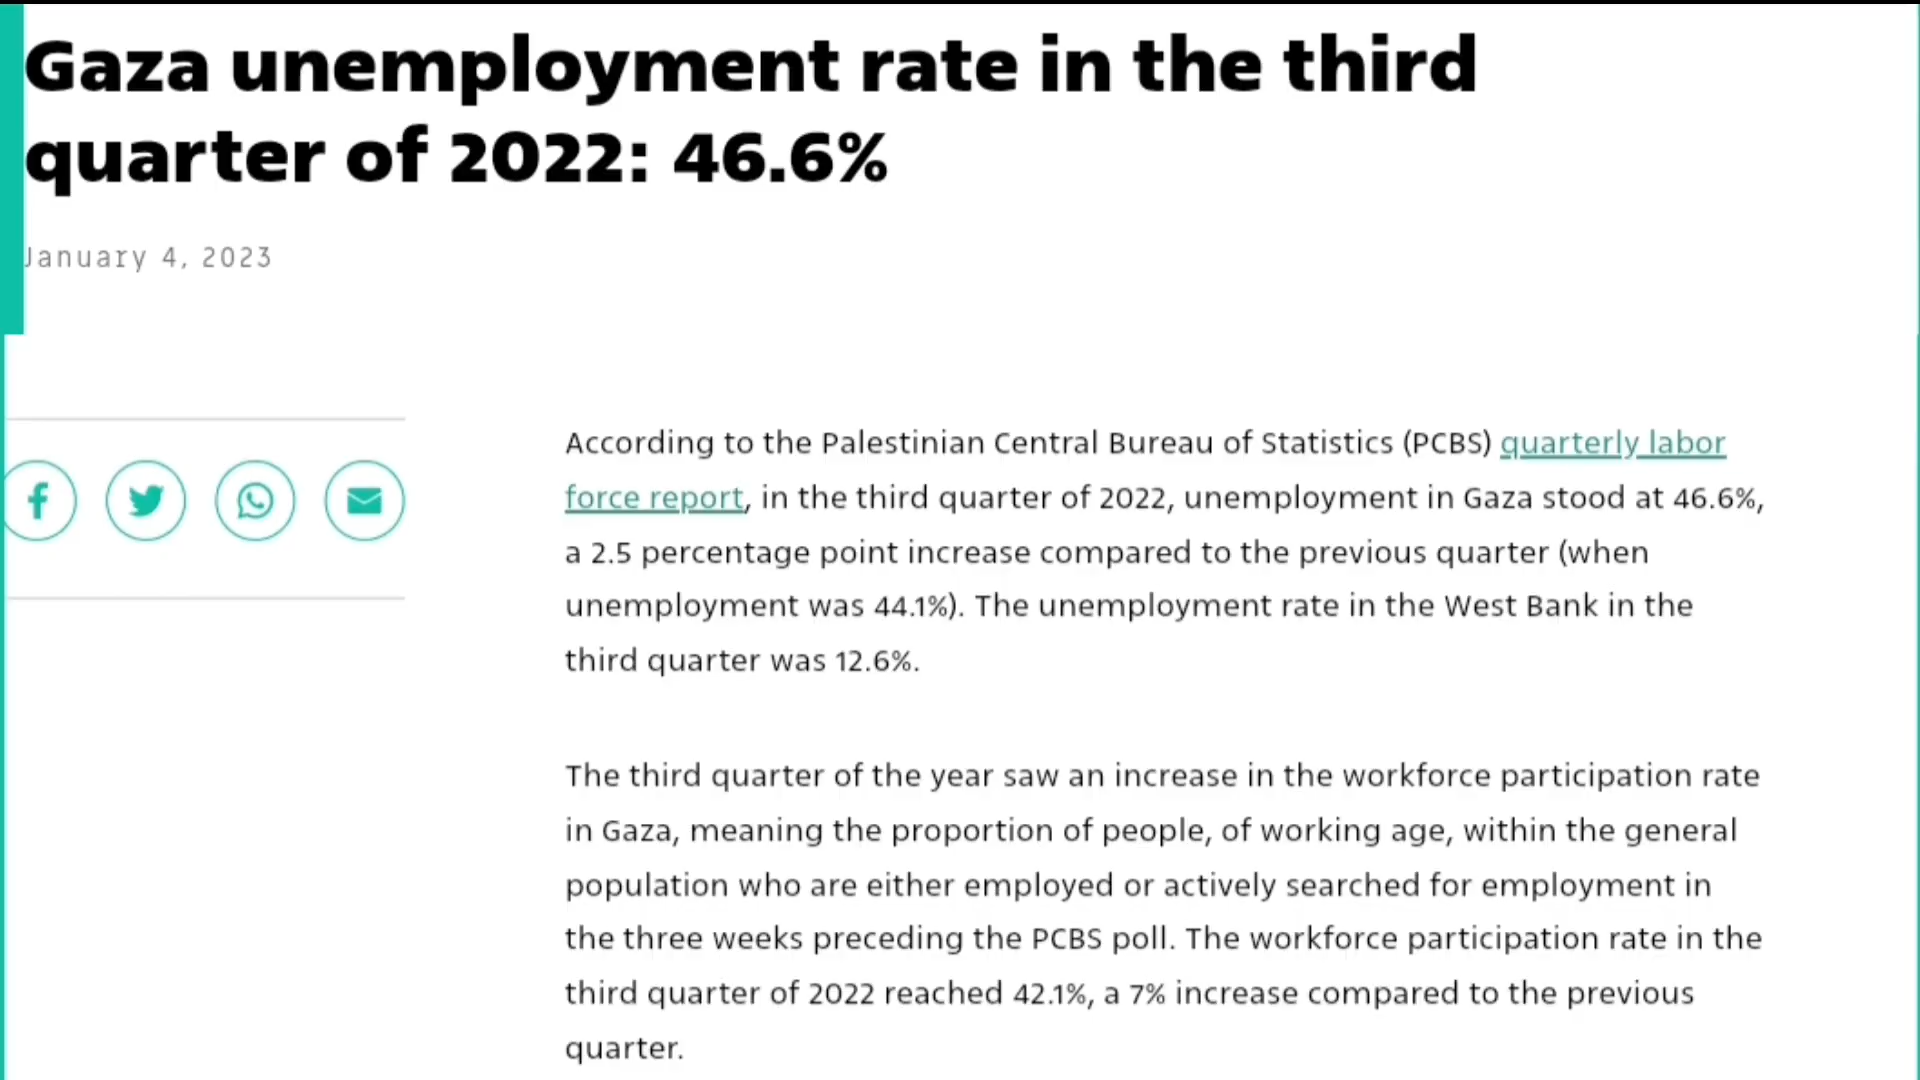 Gaza unemployment rate in the third
quarter of 2022: 46.6%
January 4, 2023
According to the Palestinian Central Bureau of Statistics (PCBS) quarterly labor
force report, in the third quarter of 2022, unemployment in Gaza stood at 46.6%,
a 2.5 percentage point increase compared to the previous quarter (when
unemployment was 44.1%). The unemployment rate in the West Bank in the
third quarter was 12.6%.
The third quarter of the year saw an increase in the workforce participation rate
in Gaza, meaning the proportion of people, of working age, within the general
population who are either employed or actively searched for employment in
the three weeks preceding the PCBS poll. The workforce participation rate in the
third quarter of 2022 reached 42.1%, a 7% increase compared to the previous
quarter.